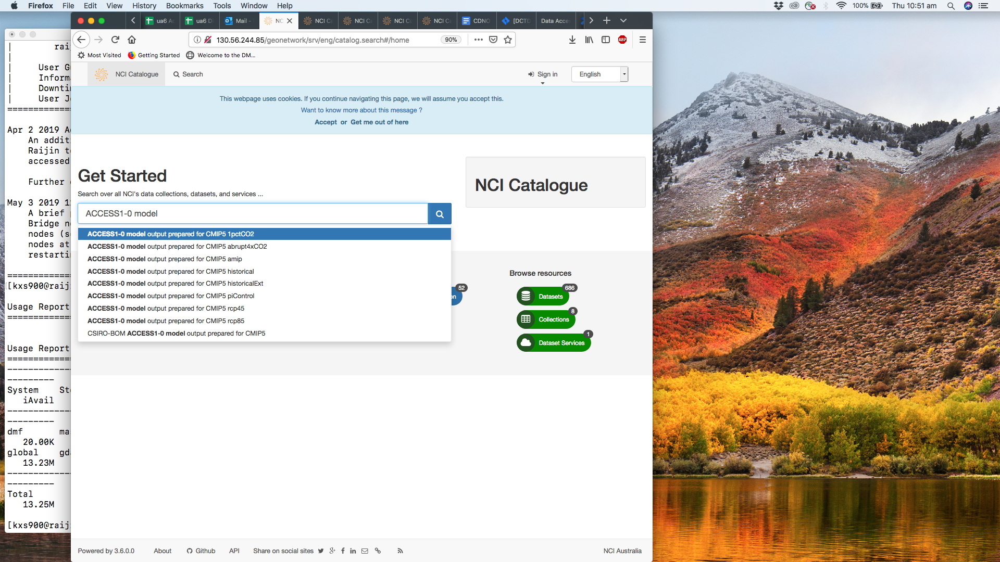 Firefox File Edit View History Bookmarks Tools Window Help
100% Thu 10:51 am
ua6 Ac
ua6 Di
Mail -
NC
NCI Ca
NCI Ca
NCI Ca
NCI Ca
CDNO
[DCTD
Data Acce
130.56.244.85/geonetwork/srv/eng/catalog.search#/home
90%
ABP
Most Visited Getting Started Welcome to the DM...
NCI Catalogue Search Sign in English
This webpage uses cookies. If you continue navigating this page, we will assume you accept this.
Want to know more about this message ?
Accept or Get me out of here
Get Started
Search over all NCI's data collections, datasets, and services ...
ACCESS1-0 model
ACCESS1-0 model output prepared for CMIP5 1pctCO2
ACCESS1-0 model output prepared for CMIP5 abrupt4xCO2
ACCESS1-0 model output prepared for CMIP5 amip
ACCESS1-0 model output prepared for CMIP5 historical
ACCESS1-0 model output prepared for CMIP5 historicalExt
ACCESS1-0 model output prepared for CMIP5 piControl
ACCESS1-0 model output prepared for CMIP5 rcp45
ACCESS1-0 model output prepared for CMIP5 rcp85
CSIRO-BOM ACCESS1-0 model output prepared for CMIP5
NCI Catalogue
52
on
Browse resources
686
Datasets
8
Collections
1
Dataset Services
Powered by 3.6.0.0 About Github API Share on social sites NCI Australia
| raij
|
| User G
| Inform
| Downti
| User J
=============
Apr 2 2019 A
An addit
Raijin t
accessed
Further
May 3 2019 1
A brief
Bridge n
nodes (s
nodes at
restarti
=============
[kxs900@raij
Usage Report
=============
Usage Report
=============
-------------
---------
System St
iAvail
-------------
---------
dmf ma
20.00K
global gd
13.23M
-------------
---------
Total
13.25M
[kxs900@raij